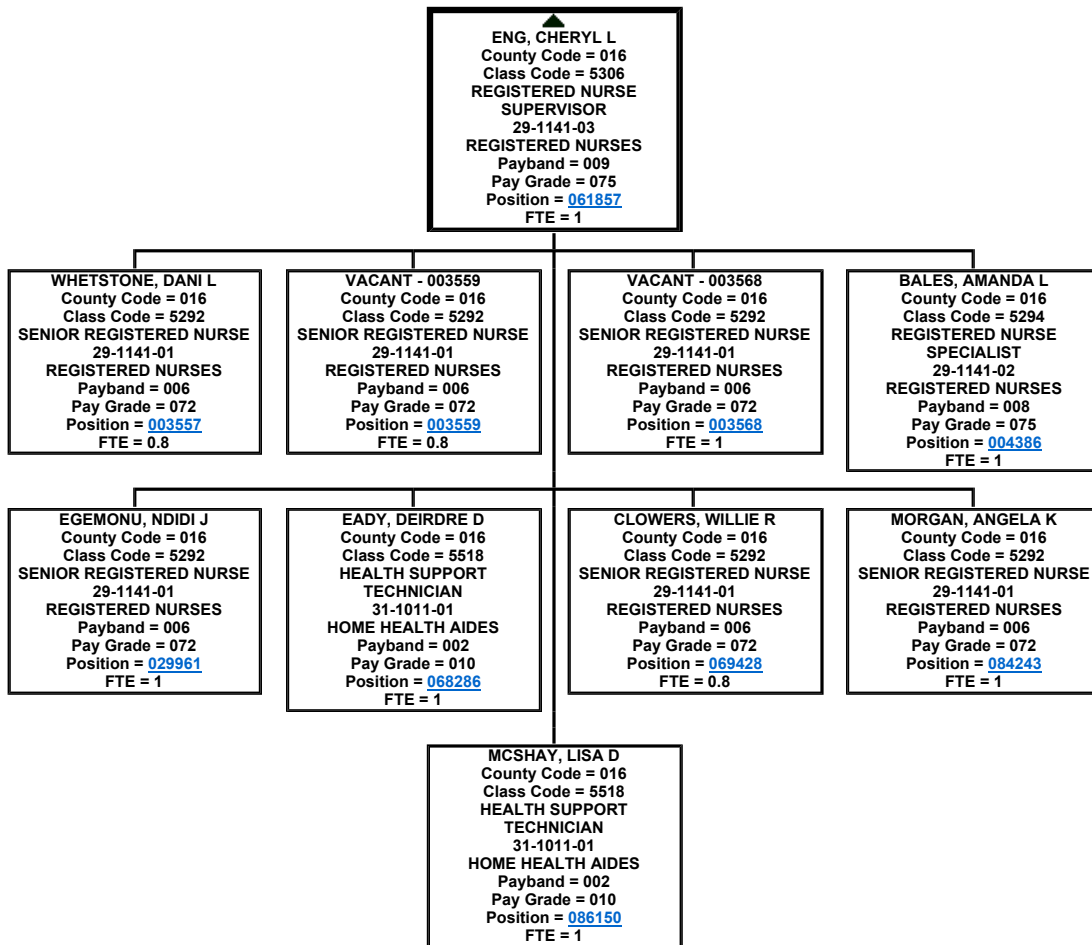 ENG, CHERYL L
County Code = 016
Class Code = 5306
REGISTERED NURSE
SUPERVISOR
29-1141-03
REGISTERED NURSES
Payband = 009
Pay Grade = 075
Position = 061857
FTE = 1
WHETSTONE, DANI L
County Code = 016
Class Code = 5292
SENIOR REGISTERED NURSE
29-1141-01
REGISTERED NURSES
Payband = 006
Pay Grade = 072
Position = 003557
FTE = 0.8
VACANT - 003559
County Code = 016
Class Code = 5292
SENIOR REGISTERED NURSE
29-1141-01
REGISTERED NURSES
Payband = 006
Pay Grade = 072
Position = 003559
FTE = 0.8
VACANT - 003568
County Code = 016
Class Code = 5292
SENIOR REGISTERED NURSE
29-1141-01
REGISTERED NURSES
Payband = 006
Pay Grade = 072
Position = 003568
FTE = 1
BALES, AMANDA L
County Code = 016
Class Code = 5294
REGISTERED NURSE
SPECIALIST
29-1141-02
REGISTERED NURSES
Payband = 008
Pay Grade = 075
Position = 004386
FTE = 1
EGEMONU, NDIDI J
County Code = 016
Class Code = 5292
SENIOR REGISTERED NURSE
29-1141-01
REGISTERED NURSES
Payband = 006
Pay Grade = 072
Position = 029961
FTE = 1
EADY, DEIRDRE D
County Code = 016
Class Code = 5518
HEALTH SUPPORT
TECHNICIAN
31-1011-01
HOME HEALTH AIDES
Payband = 002
Pay Grade = 010
Position = 068286
FTE = 1
CLOWERS, WILLIE R
County Code = 016
Class Code = 5292
SENIOR REGISTERED NURSE
29-1141-01
REGISTERED NURSES
Payband = 006
Pay Grade = 072
Position = 069428
FTE = 0.8
MORGAN, ANGELA K
County Code = 016
Class Code = 5292
SENIOR REGISTERED NURSE
29-1141-01
REGISTERED NURSES
Payband = 006
Pay Grade = 072
Position = 084243
FTE = 1
MCSHAY, LISA D
County Code = 016
Class Code = 5518
HEALTH SUPPORT
TECHNICIAN
31-1011-01
HOME HEALTH AIDES
Payband = 002
Pay Grade = 010
Position = 086150
FTE = 1